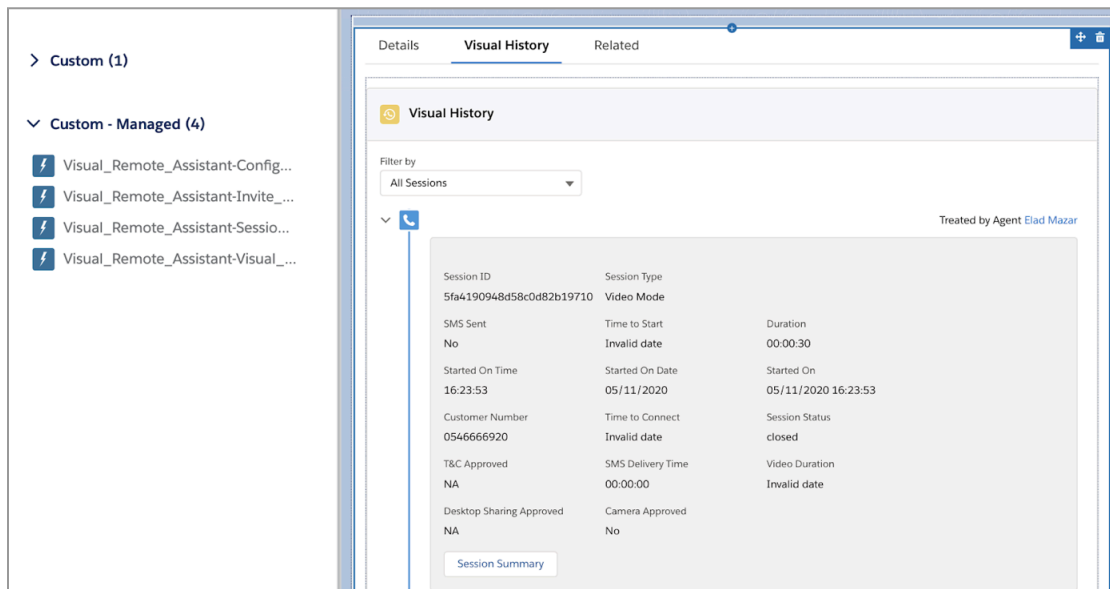 Custom (1)
Custom - Managed (4)
Visual_Remote_Assistant-Config...
Visual_Remote_Assistant-Invite_...
Visual_Remote_Assistant-Sessio...
Visual_Remote_Assistant-Visual_...
Details Visual History Related
Visual History
Filter by
All Sessions
Treated by Agent Elad Mazar
Session ID Session Type
5fa4190948d58c0d82b19710 Video Mode
SMS Sent Time to Start Duration
No Invalid date 00:00:30
Started On Time Started On Date Started On
16:23:53 05/11/2020 05/11/2020 16:23:53
Customer Number Time to Connect Session Status
0546666920 Invalid date closed
T&C Approved SMS Delivery Time Video Duration
NA 00:00:00 Invalid date
Desktop Sharing Approved Camera Approved
NA No
Session Summary